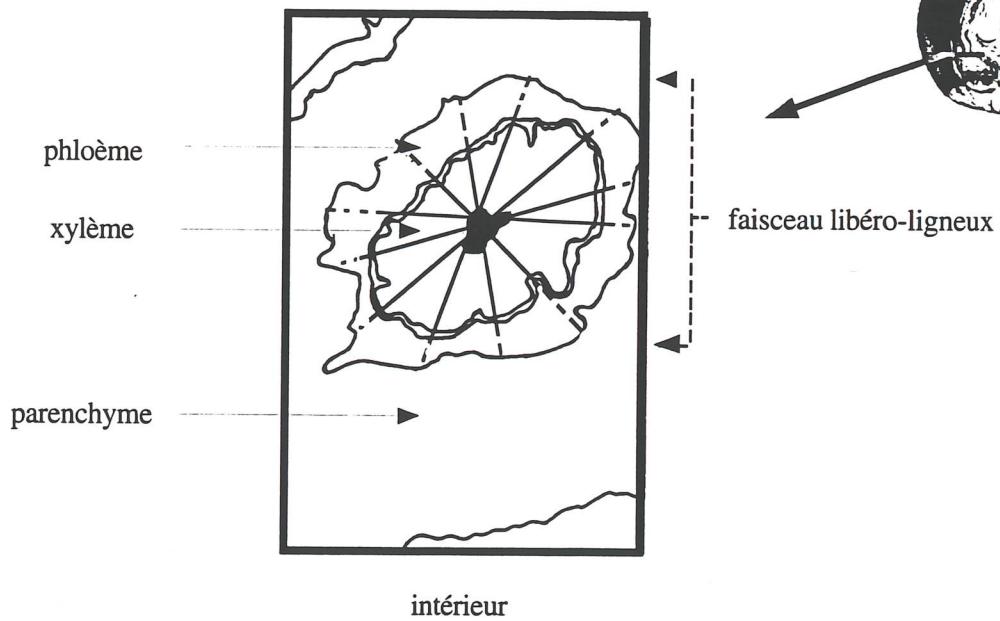 phloème
xylème
faisceau libéro-ligneux
parenchyme
intérieur